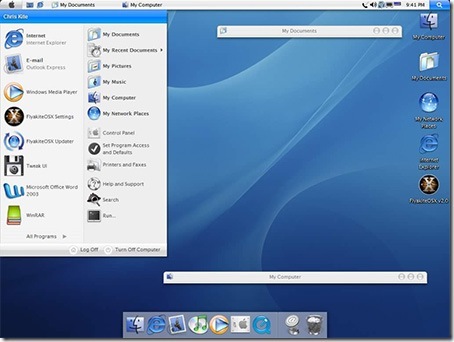 My Documents
My Computer
9:41 PM
Chris Kite
Internet
Internet Explorer
E-mail
Outlook Express
Windows Media Player
FlyakiteOSX Settings
FlyakiteOSX Updater
Tweak UI
Microsoft Office Word
2003
WinRAR
All Programs
My Documents
My Recent Documents
My Pictures
My Music
My Computer
My Network Places
Control Panel
Set Program Access
and Defaults
Printers and Faxes
Help and Support
Search
Run...
Log Off
Turn Off Computer
My Documents
My Computer
My Computer
My Documents
My Network
Places
Internet
Explorer
FlyakiteOSX v2.0